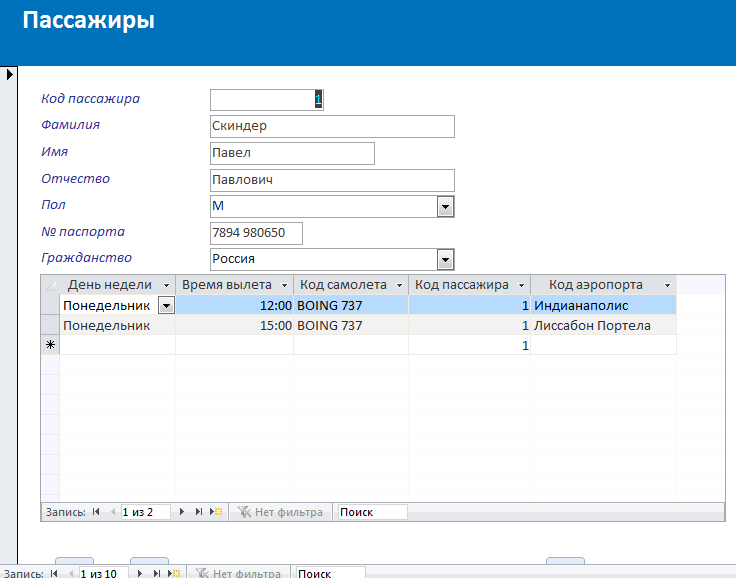 Пассажиры
Код пассажира 1
Фамилия Скиндер
Имя Павел
Отчество Павлович
Пол М
№ паспорта 7894 980650
Гражданство Россия
День недели Время вылета Код самолета Код пассажира Код аэропорта
Понедельник 12:00 BOING 737 1 Индианаполис
Понедельник 15:00 BOING 737 1 Лиссабон Портела
1
Запись: 1 из 2 Нет фильтра Поиск
Запись: 1 из 10 Нет фильтра Поиск